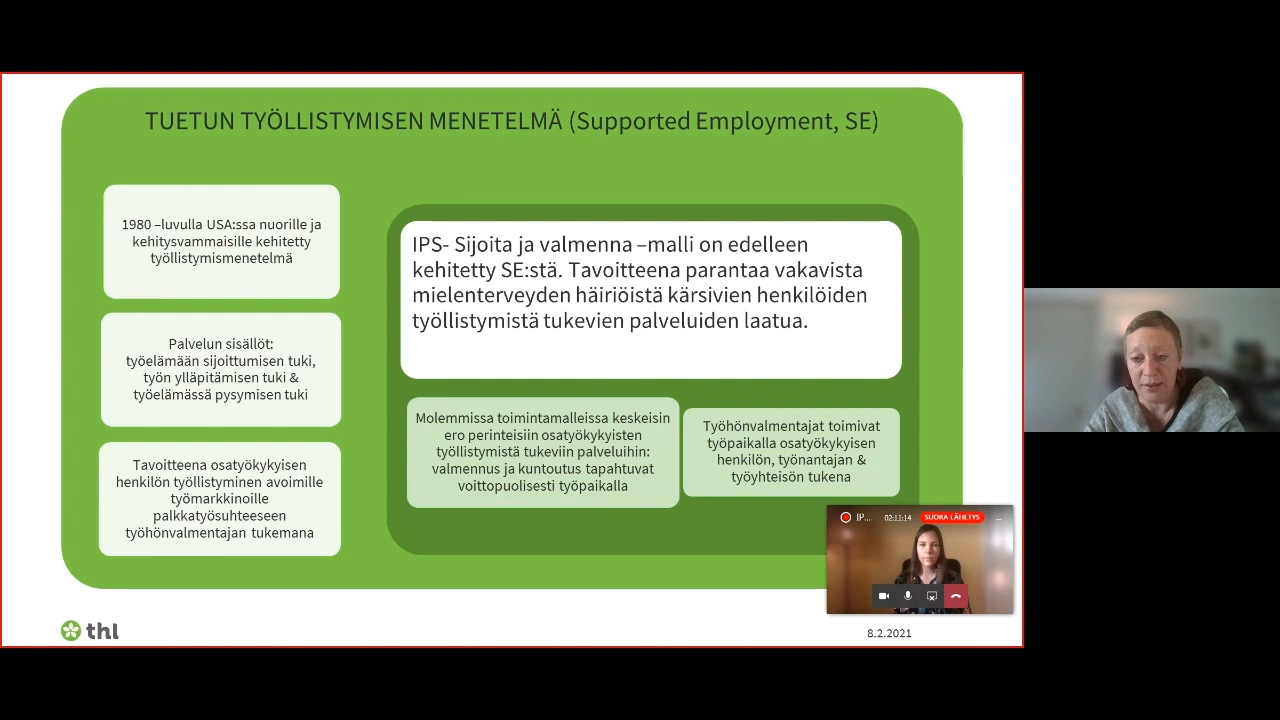 TUETUN TYÖLLISTYMISEN MENETELMÄ (Supported Employment, SE)
1980 –luvulla USA:ssa nuorille ja
kehitysvammaisille kehitetty
työllistymismenetelmä
Palvelun sisällöt:
työelämään sijoittumisen tuki,
työn ylläpitämisen tuki &
työelämässä pysymisen tuki
Tavoitteena osatyökykyisen
henkilön työllistyminen avoimille
työmarkkinoille
palkkatyösuhteeseen
työhönvalmentajan tukemana
IPS- Sijoita ja valmenna –malli on edelleen
kehitetty SE:stä. Tavoitteena parantaa vakavista
mielenterveyden häiriöistä kärsivien henkilöiden
työllistymistä tukevien palveluiden laatua.
Molemmissa toimintamalleissa keskeisin
ero perinteisiin osatyökykyisten
työllistymistä tukeviin palveluihin:
valmennus ja kuntoutus tapahtuvat
voittopuolisesti työpaikalla
Työhönvalmentajat toimivat
työpaikalla osatyökykyisen
henkilön, työnantajan &
työyhteisön tukena
IP... 02:11:14 SUORA LÄHETYS
thl
8.2.2021